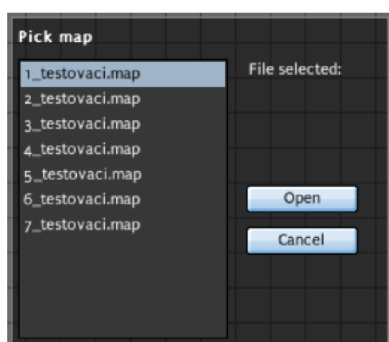 Pick map
1_testovaci.map
File selected:
2_testovaci.map
3_testovaci.map
4_testovaci.map
5_testovaci.map
6_testovaci.map
7_testovaci.map
Open
Cancel